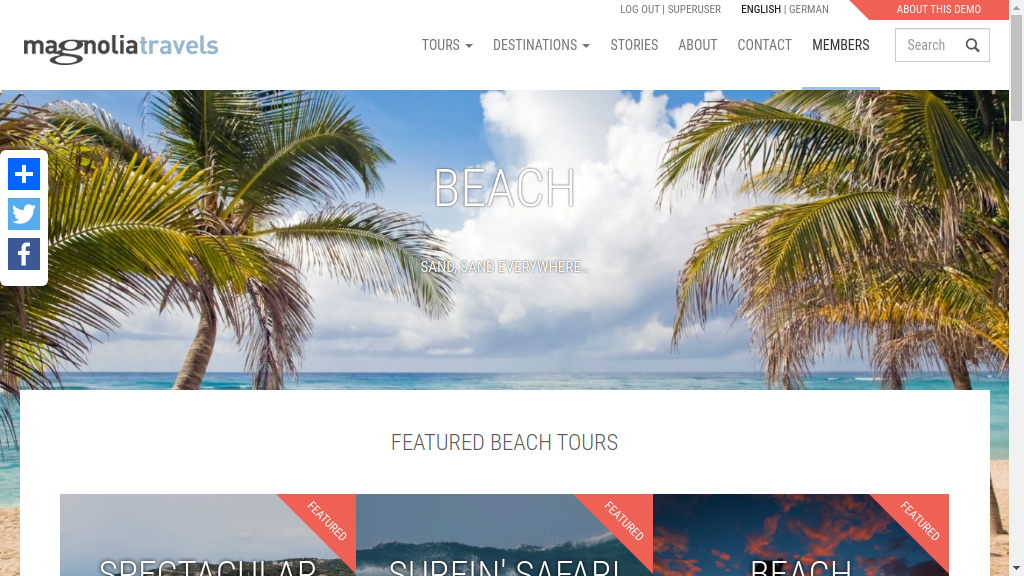 LOG OUT | SUPERUSER ENGLISH | GERMAN ABOUT THIS DEMO
magnoliatravels TOURS DESTINATIONS STORIES ABOUT CONTACT MEMBERS Search
BEACH
SAND, SAND EVERYWHERE..
FEATURED BEACH TOURS
FEATURED FEATURED FEATURED
SPECTACULAR SURFIN' SAFARI BEACH